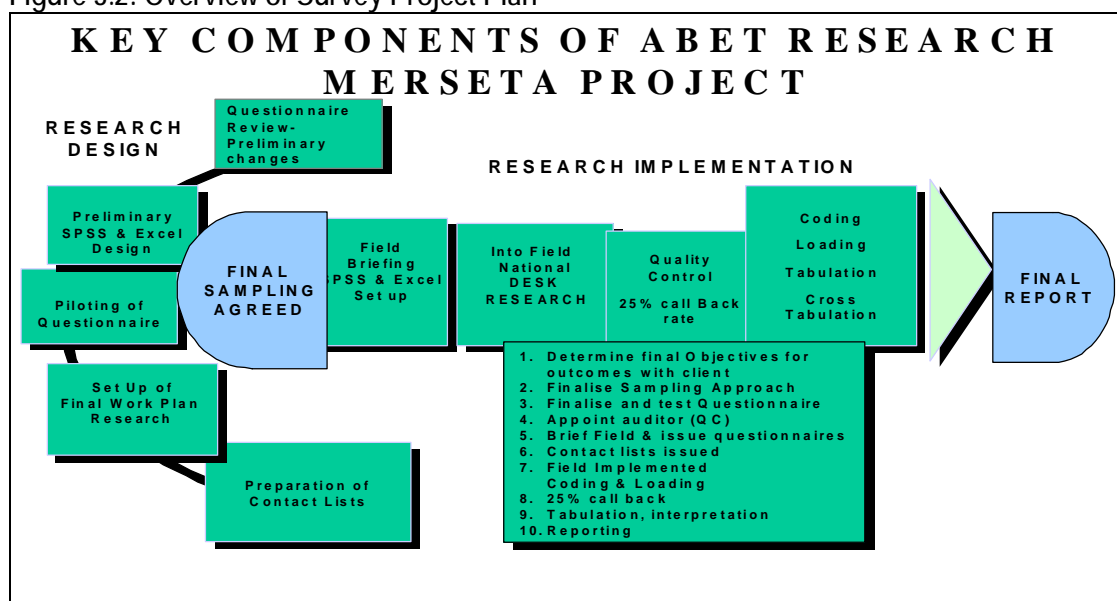 Figure 3.2: Overview of Survey Project Plan
KEY COMPONENTS OF ABET RESEARCH
MERSETA PROJECT
RESEARCH
DESIGN
Questionnaire
Review-
Preliminary
changes
Preliminary
SPSS & Excel
Design
Piloting of
Questionnaire
Set Up of
Final Work Plan
Research
Preparation of
Contact Lists
FINAL
SAMPLING
AGREED
RESEARCH IMPLEMENTATION
Field
Briefing
SPSS & Excel
Set up
Into Field
National
DESK
RESEARCH
Quality
Control
25% call Back
rate
Coding
Loading
Tabulation
Cross
Tabulation
1. Determine final Objectives for
outcomes with client
2. Finalise Sampling Approach
3. Finalise and test Questionnaire
4. Appoint auditor (QC)
5. Brief Field & issue questionnaires
6. Contact lists issued
7. Field Implemented
Coding & Loading
8. 25% call back
9. Tabulation, interpretation
10. Reporting
FINAL
REPORT